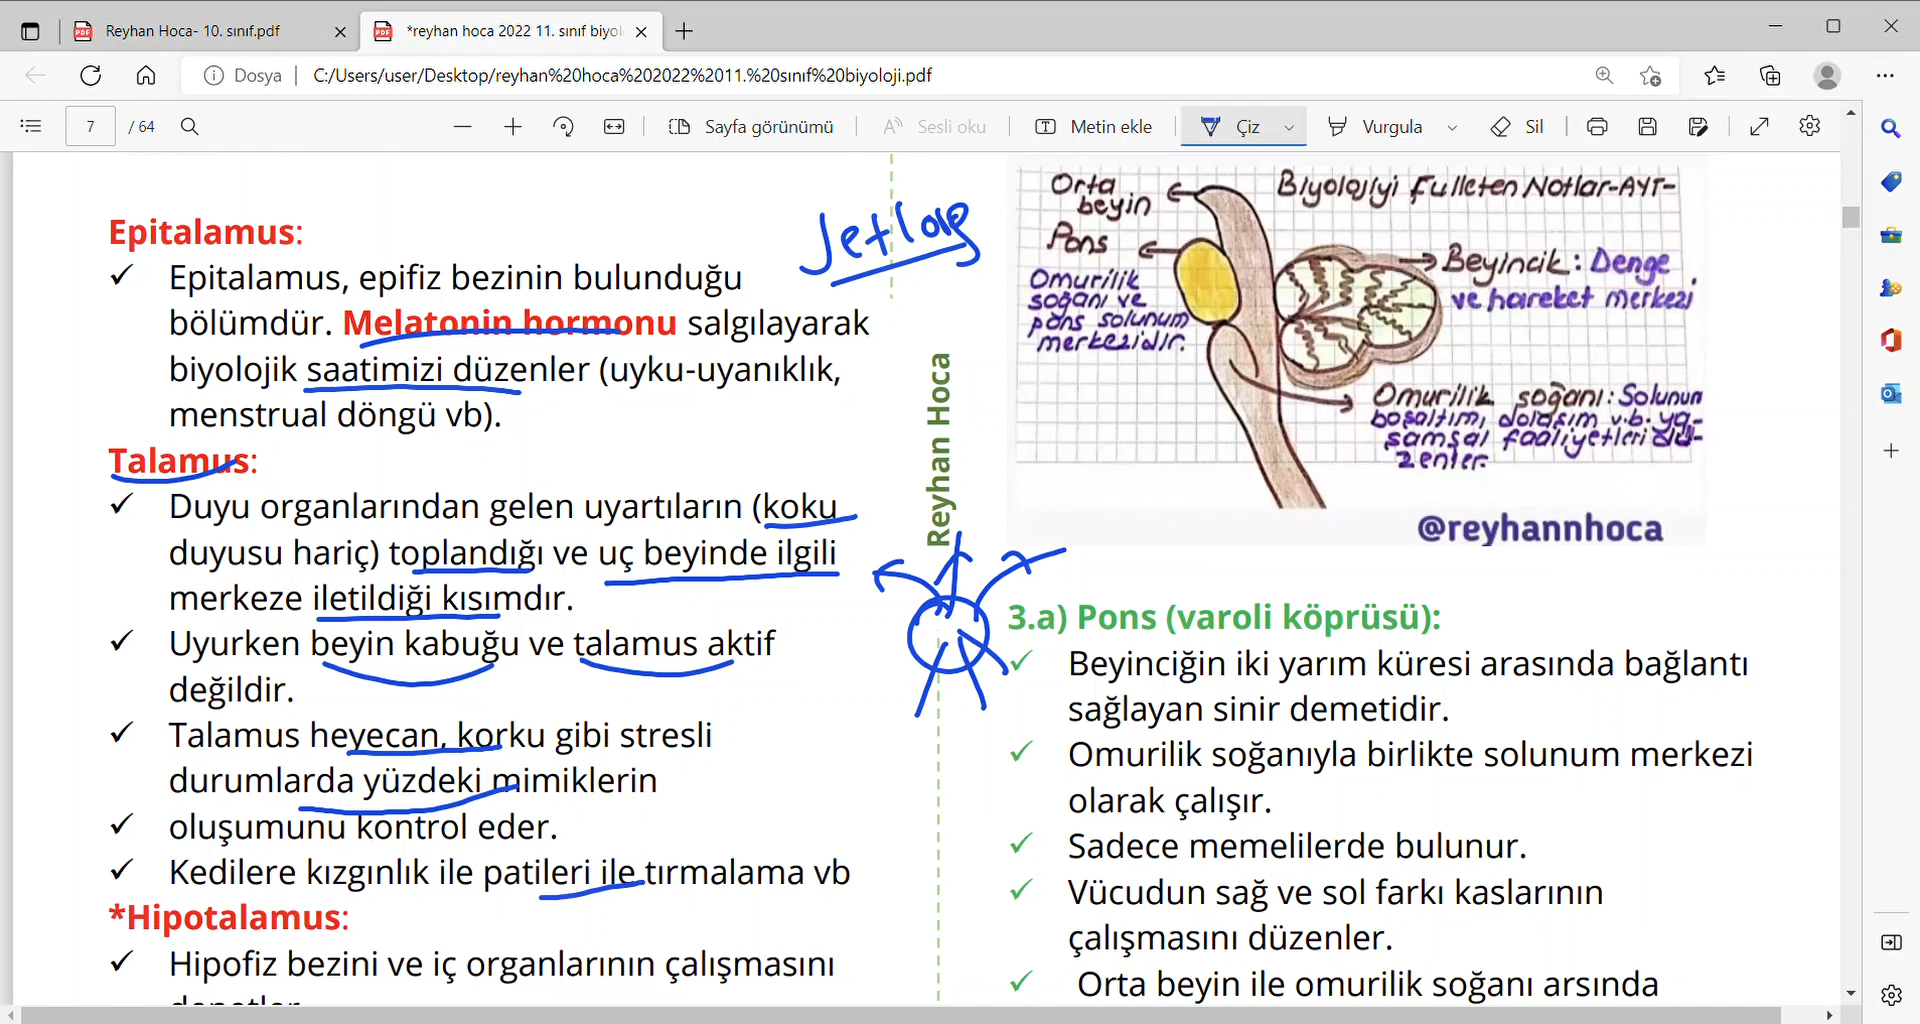 Reyhan Hoca- 10. sınıf.pdf
*reyhan hoca 2022 11. sınıf biyol
Dosya
C:/Users/user/Desktop/reyhan%20hoca%202022%2011.%20sınıf%20biyoloji.pdf
7 / 64
Sayfa görünümü
Sesli oku
Metin ekle
Çiz
Vurgula
Sil
Epitalamus:
✓ Epitalamus, epifiz bezinin bulunduğu
bölümdür. Melatonin hormonu salgılayarak
biyolojik saatimizi düzenler (uyku-uyanıklık,
menstrual döngü vb).
Talamus:
✓ Duyu organlarından gelen uyartıların (koku
duyusu hariç) toplandığı ve uç beyinde ilgili
merkeze iletildiği kısımdır.
✓ Uyurken beyin kabuğu ve talamus aktif
değildir.
✓ Talamus heyecan, korku gibi stresli
durumlarda yüzdeki mimiklerin
✓ oluşumunu kontrol eder.
✓ Kedilere kızgınlık ile patileri ile tırmalama vb
*Hipotalamus:
✓ Hipofiz bezini ve iç organlarının çalışmasını
denetler
Jetlag
Reyhan Hoca
Orta
beyin
Biyolojiyi Fulleten Notlar-AYT-
Pons
Omurilik
soğanı ve
pons solunum
merkezidir.
Beyincik: Denge
ve hareket merkezi
Omurilik soğanı: Solunum
boşaltım, dolaşım v.b. ya-
şamsal faaliyetleri dü-
zenler.
@reyhannhoca
3.a) Pons (varoli köprüsü):
✓ Beyinciğin iki yarım küresi arasında bağlantı
sağlayan sinir demetidir.
✓ Omurilik soğanıyla birlikte solunum merkezi
olarak çalışır.
✓ Sadece memelilerde bulunur.
✓ Vücudun sağ ve sol farkı kaslarının
çalışmasını düzenler.
✓ Orta beyin ile omurilik soğanı arsında